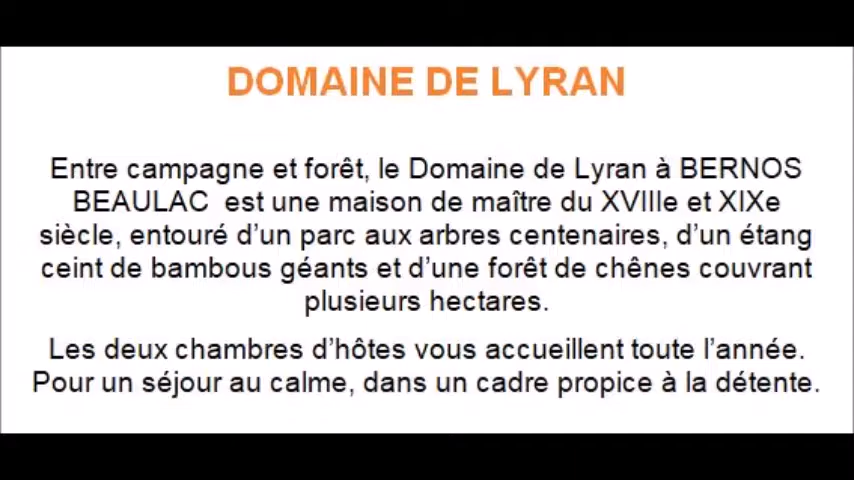 DOMAINE DE LYRAN
Entre campagne et forêt, le Domaine de Lyran à BERNOS
BEAULAC est une maison de maître du XVIIIe et XIXe
siècle, entouré d'un parc aux arbres centenaires, d'un étang
ceint de bambous géants et d'une forêt de chênes couvrant
plusieurs hectares.
Les deux chambres d'hôtes vous accueillent toute l'année.
Pour un séjour au calme, dans un cadre propice à la détente.